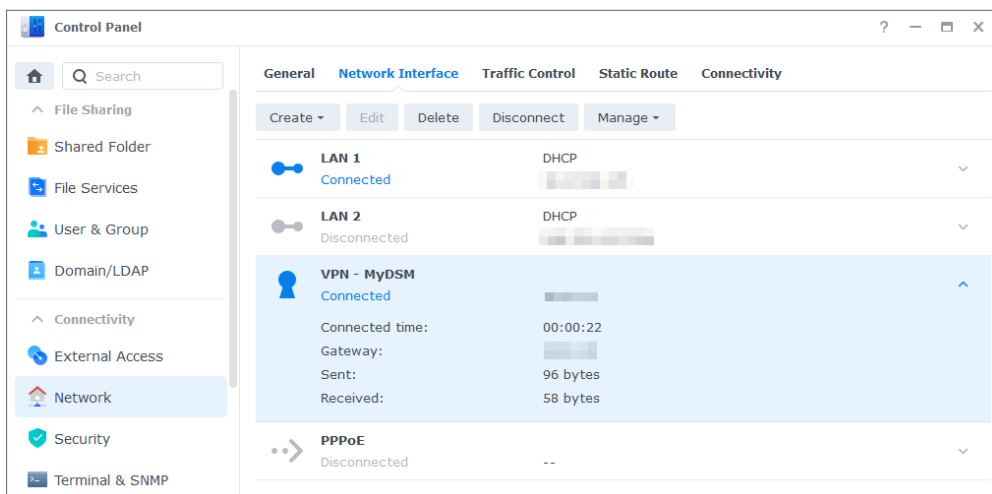 Control Panel
?
Search
General Network Interface Traffic Control Static Route Connectivity
File Sharing
Create Edit Delete Disconnect Manage
Shared Folder
LAN 1 DHCP
Connected
File Services
User & Group
LAN 2 DHCP
Disconnected
Domain/LDAP
VPN - MyDSM
Connected
Connectivity
Connected time: 00:00:22
External Access
Gateway:
Sent: 96 bytes
Network
Received: 58 bytes
Security
PPPoE
Disconnected --
Terminal & SNMP